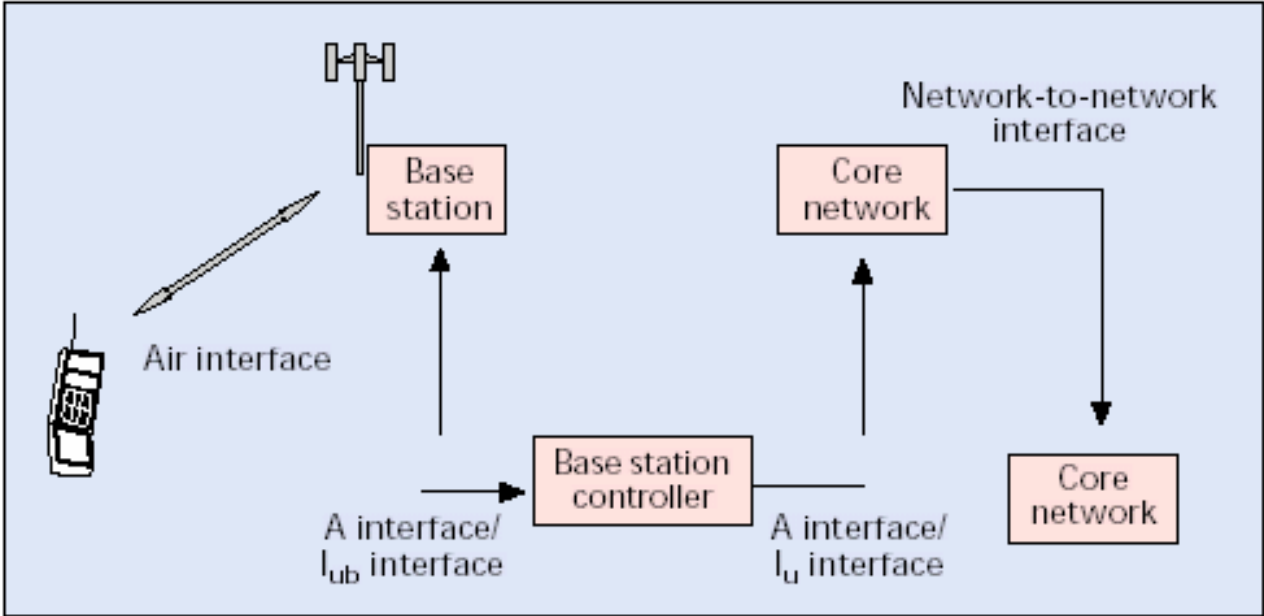 Network-to-network
interface
Base
station
Core
network
Air interface
Base station
controller
Core
network
A interface/
Iub interface
A interface/
Iu interface